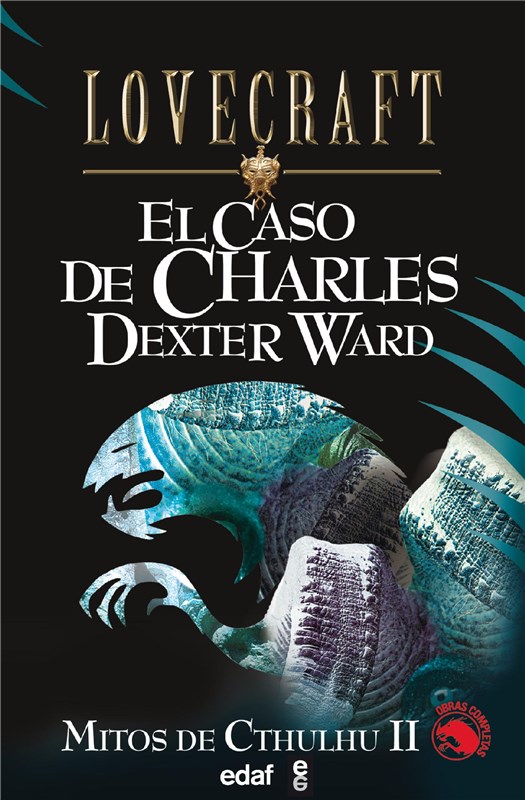 LOVECRAFT
EL CASO
DE CHARLES
DEXTER WARD
MITOS DE CTHULHU II
OBRAS COMPLETAS
edaf